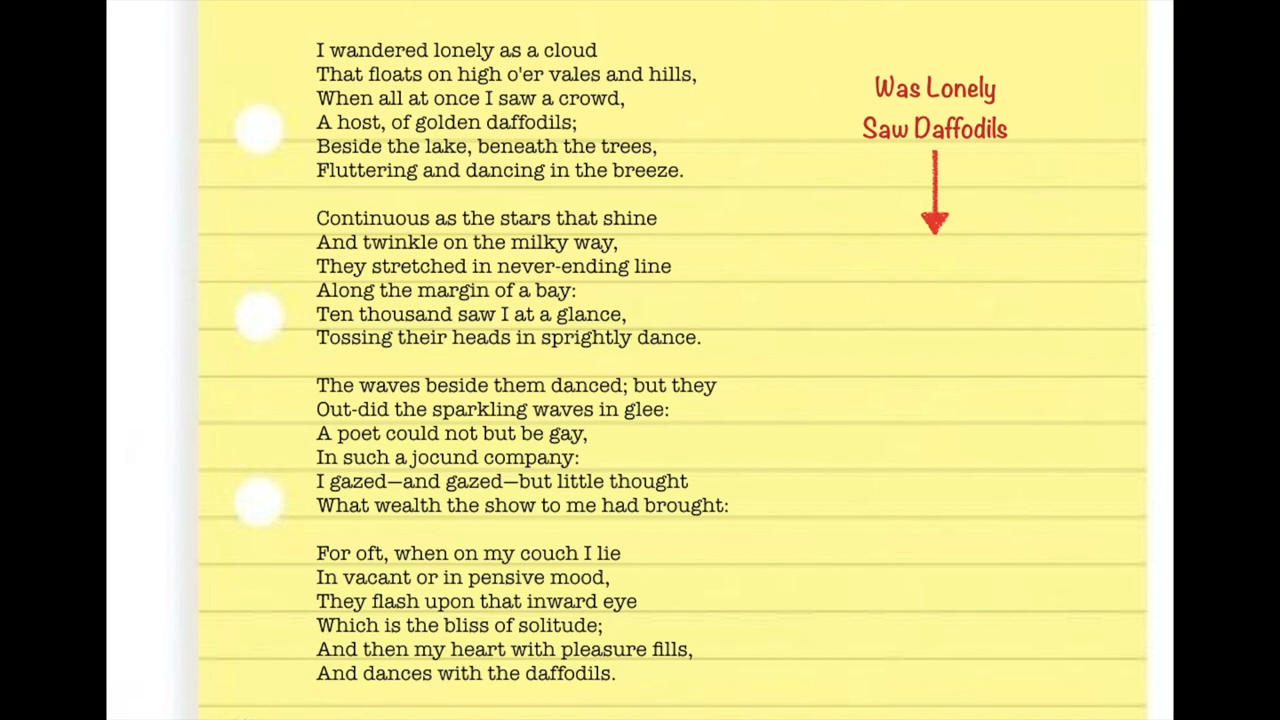 I wandered lonely as a cloud
That floats on high o'er vales and hills,
When all at once I saw a crowd,
A host, of golden daffodils;
Beside the lake, beneath the trees,
Fluttering and dancing in the breeze.
Continuous as the stars that shine
And twinkle on the milky way,
They stretched in never-ending line
Along the margin of a bay:
Ten thousand saw I at a glance,
Tossing their heads in sprightly dance.
The waves beside them danced; but they
Out-did the sparkling waves in glee:
A poet could not but be gay,
In such a jocund company:
I gazed—and gazed—but little thought
What wealth the show to me had brought:
For oft, when on my couch I lie
In vacant or in pensive mood,
They flash upon that inward eye
Which is the bliss of solitude;
And then my heart with pleasure fills,
And dances with the daffodils.
Was Lonely
Saw Daffodils